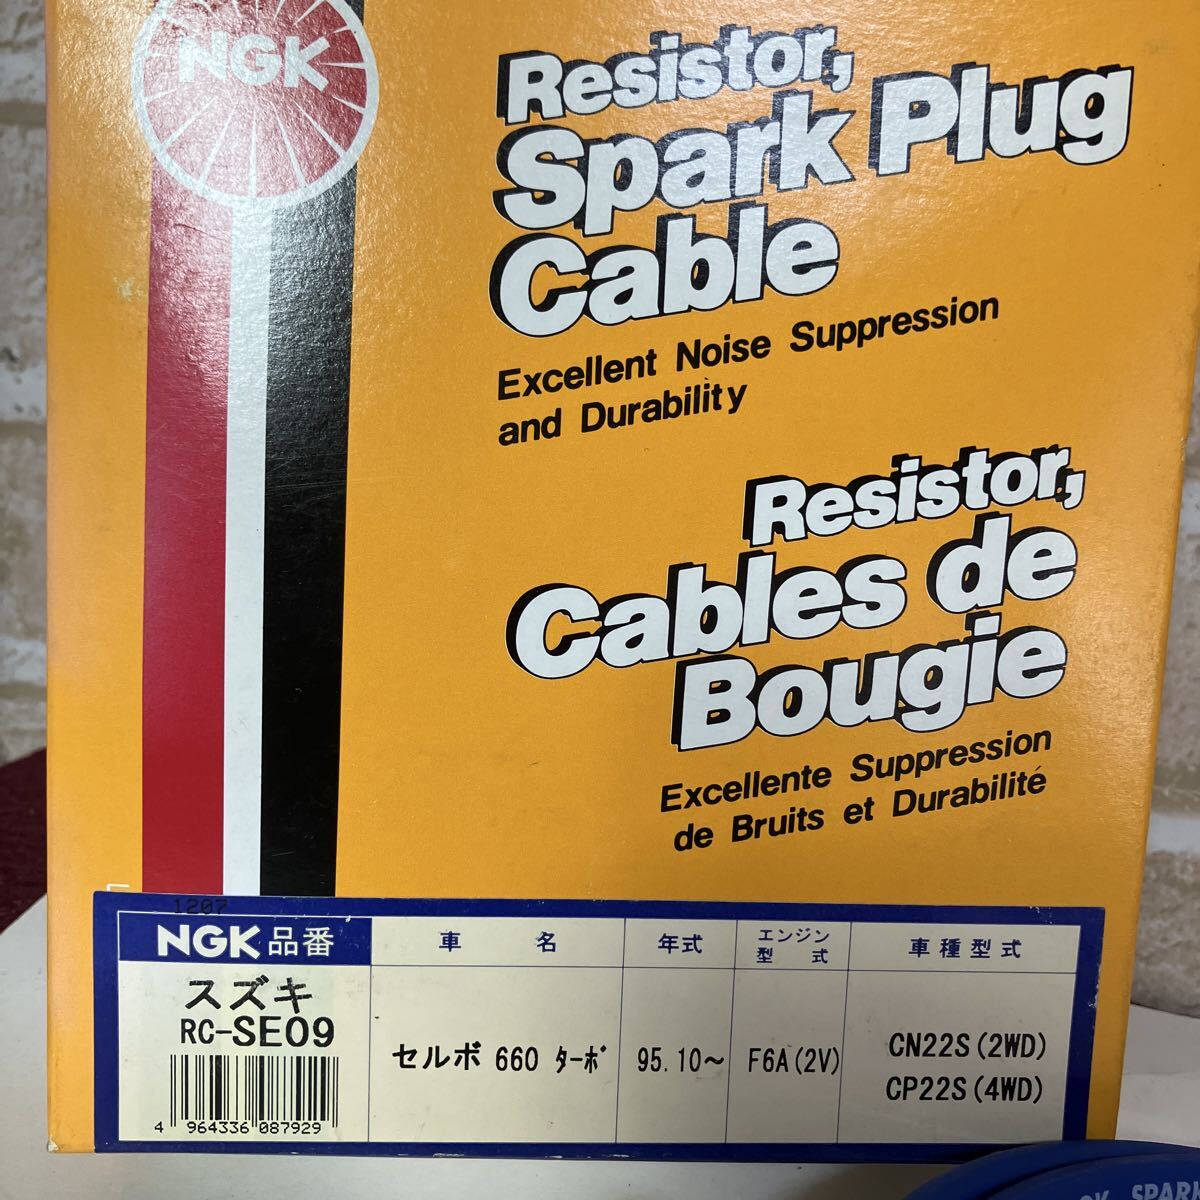 NGK
Resistor,
Spark Plug
Cable
Excellent Noise Suppression
and Durability
Resistor,
Cables de
Bougie
Excellente Suppression
de Bruits et Durabilité
1207
NGK品番
車名
年式
エンジン
型式
車種型式
スズキ
RC-SE09
セルボ 660 ターボ
95.10～
F6A(2V)
CN22S(2WD)
CP22S(4WD)
4 964336 087929